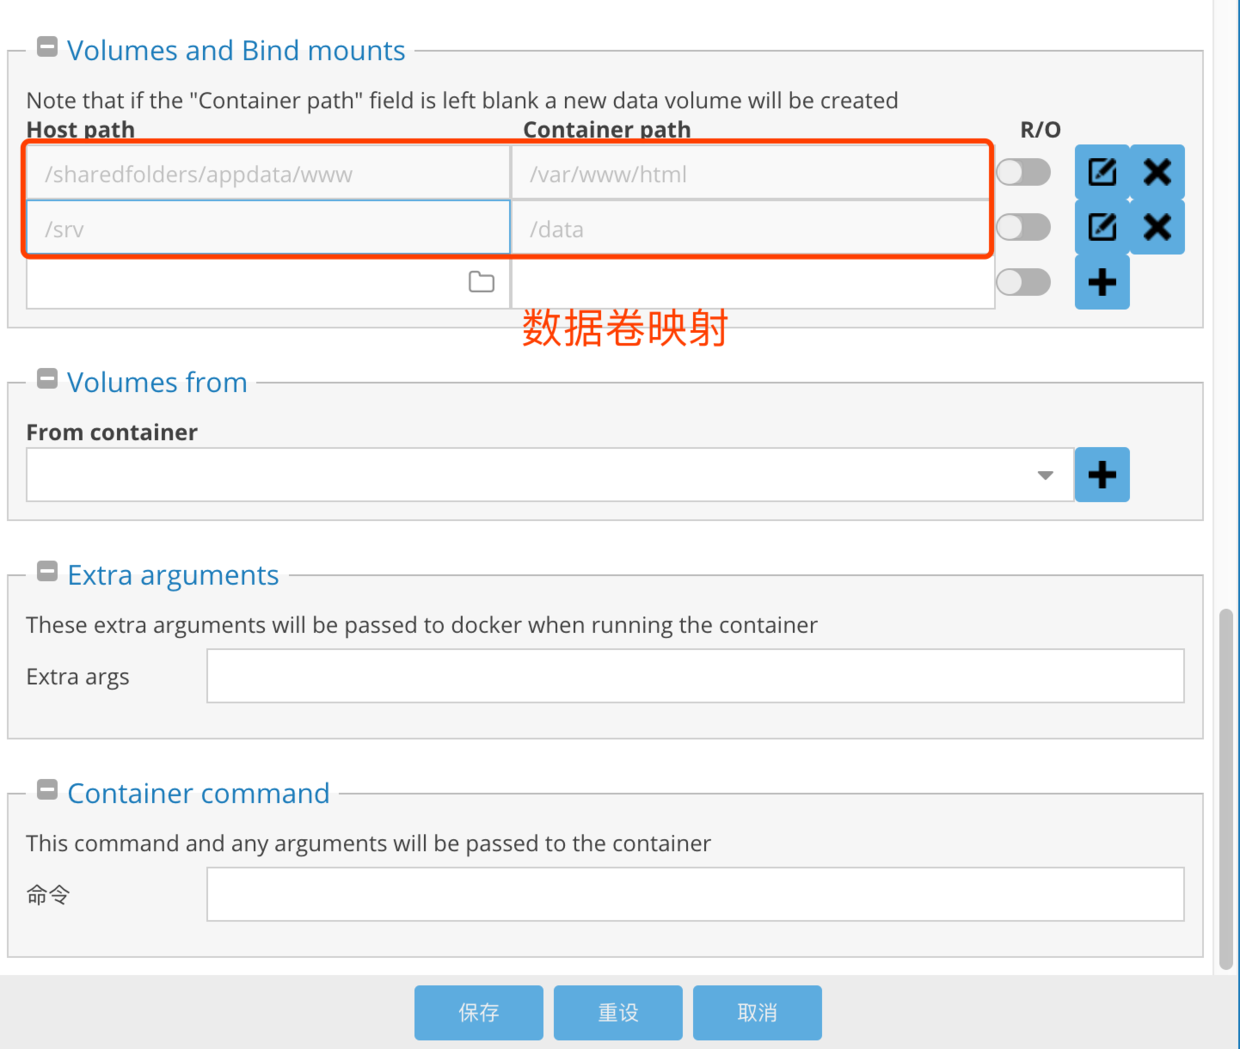 Volumes and Bind mounts
Note that if the "Container path" field is left blank a new data volume will be created
Host path Container path R/O
/sharedfolders/appdata/www /var/www/html
/srv /data
数据卷映射
Volumes from
From container
Extra arguments
These extra arguments will be passed to docker when running the container
Extra args
Container command
This command and any arguments will be passed to the container
命令
保存 重设 取消